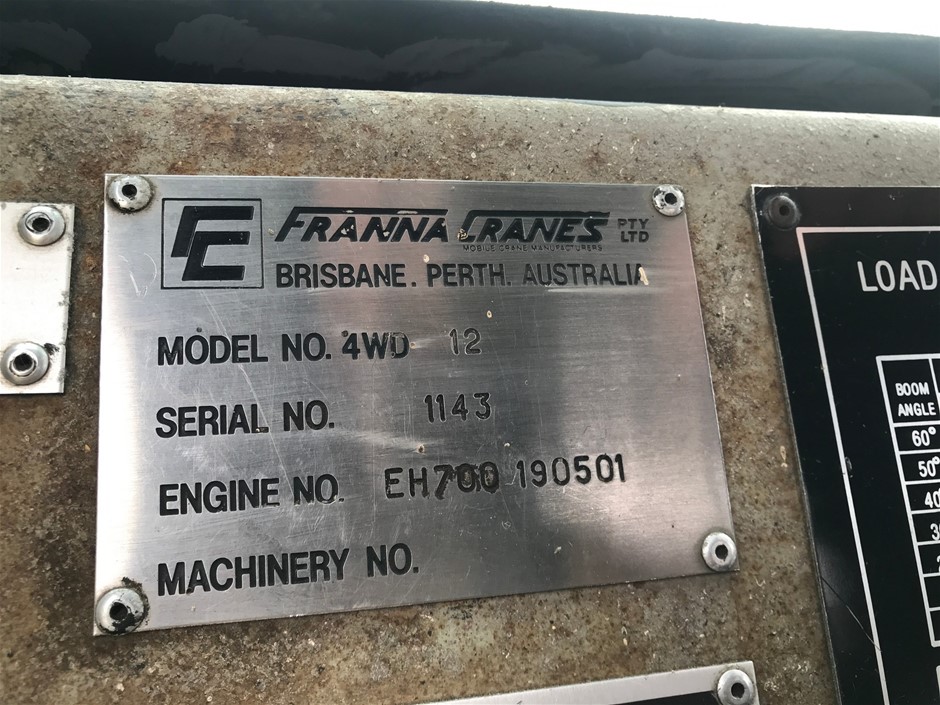 FC FRANNA CRANES PTY LTD
MOBILE CRANE MANUFACTURERS
BRISBANE. PERTH. AUSTRALIA
MODEL NO. 4WD 12
SERIAL NO. 1143
ENGINE NO. EH700 190501
MACHINERY NO.
LOAD
BOOM
ANGLE
60°
50°